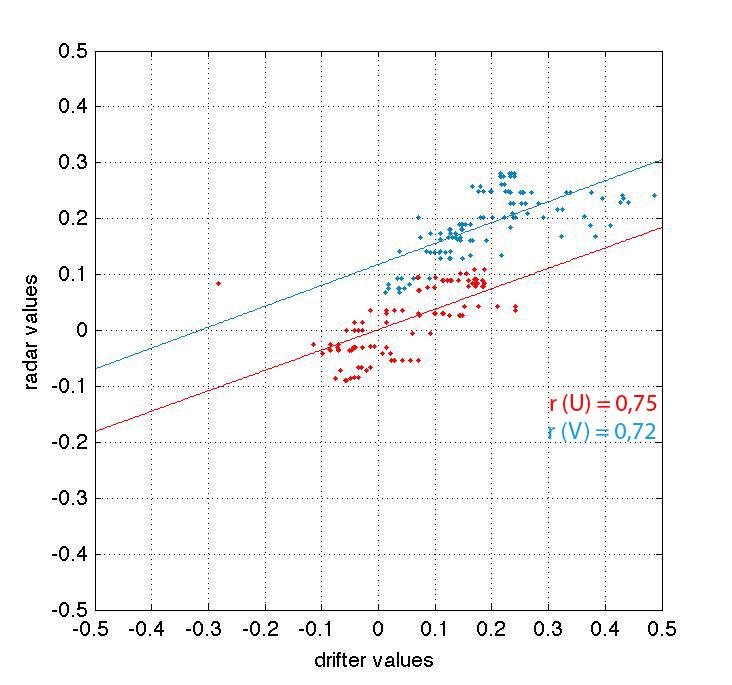 0.5
0.4
0.3
0.2
0.1
0
-0.1
-0.2
-0.3
-0.4
-0.5
radar values
r (U) = 0,75
r (V) = 0,72
-0.5 -0.4 -0.3 -0.2 -0.1 0 0.1 0.2 0.3 0.4 0.5
drifter values